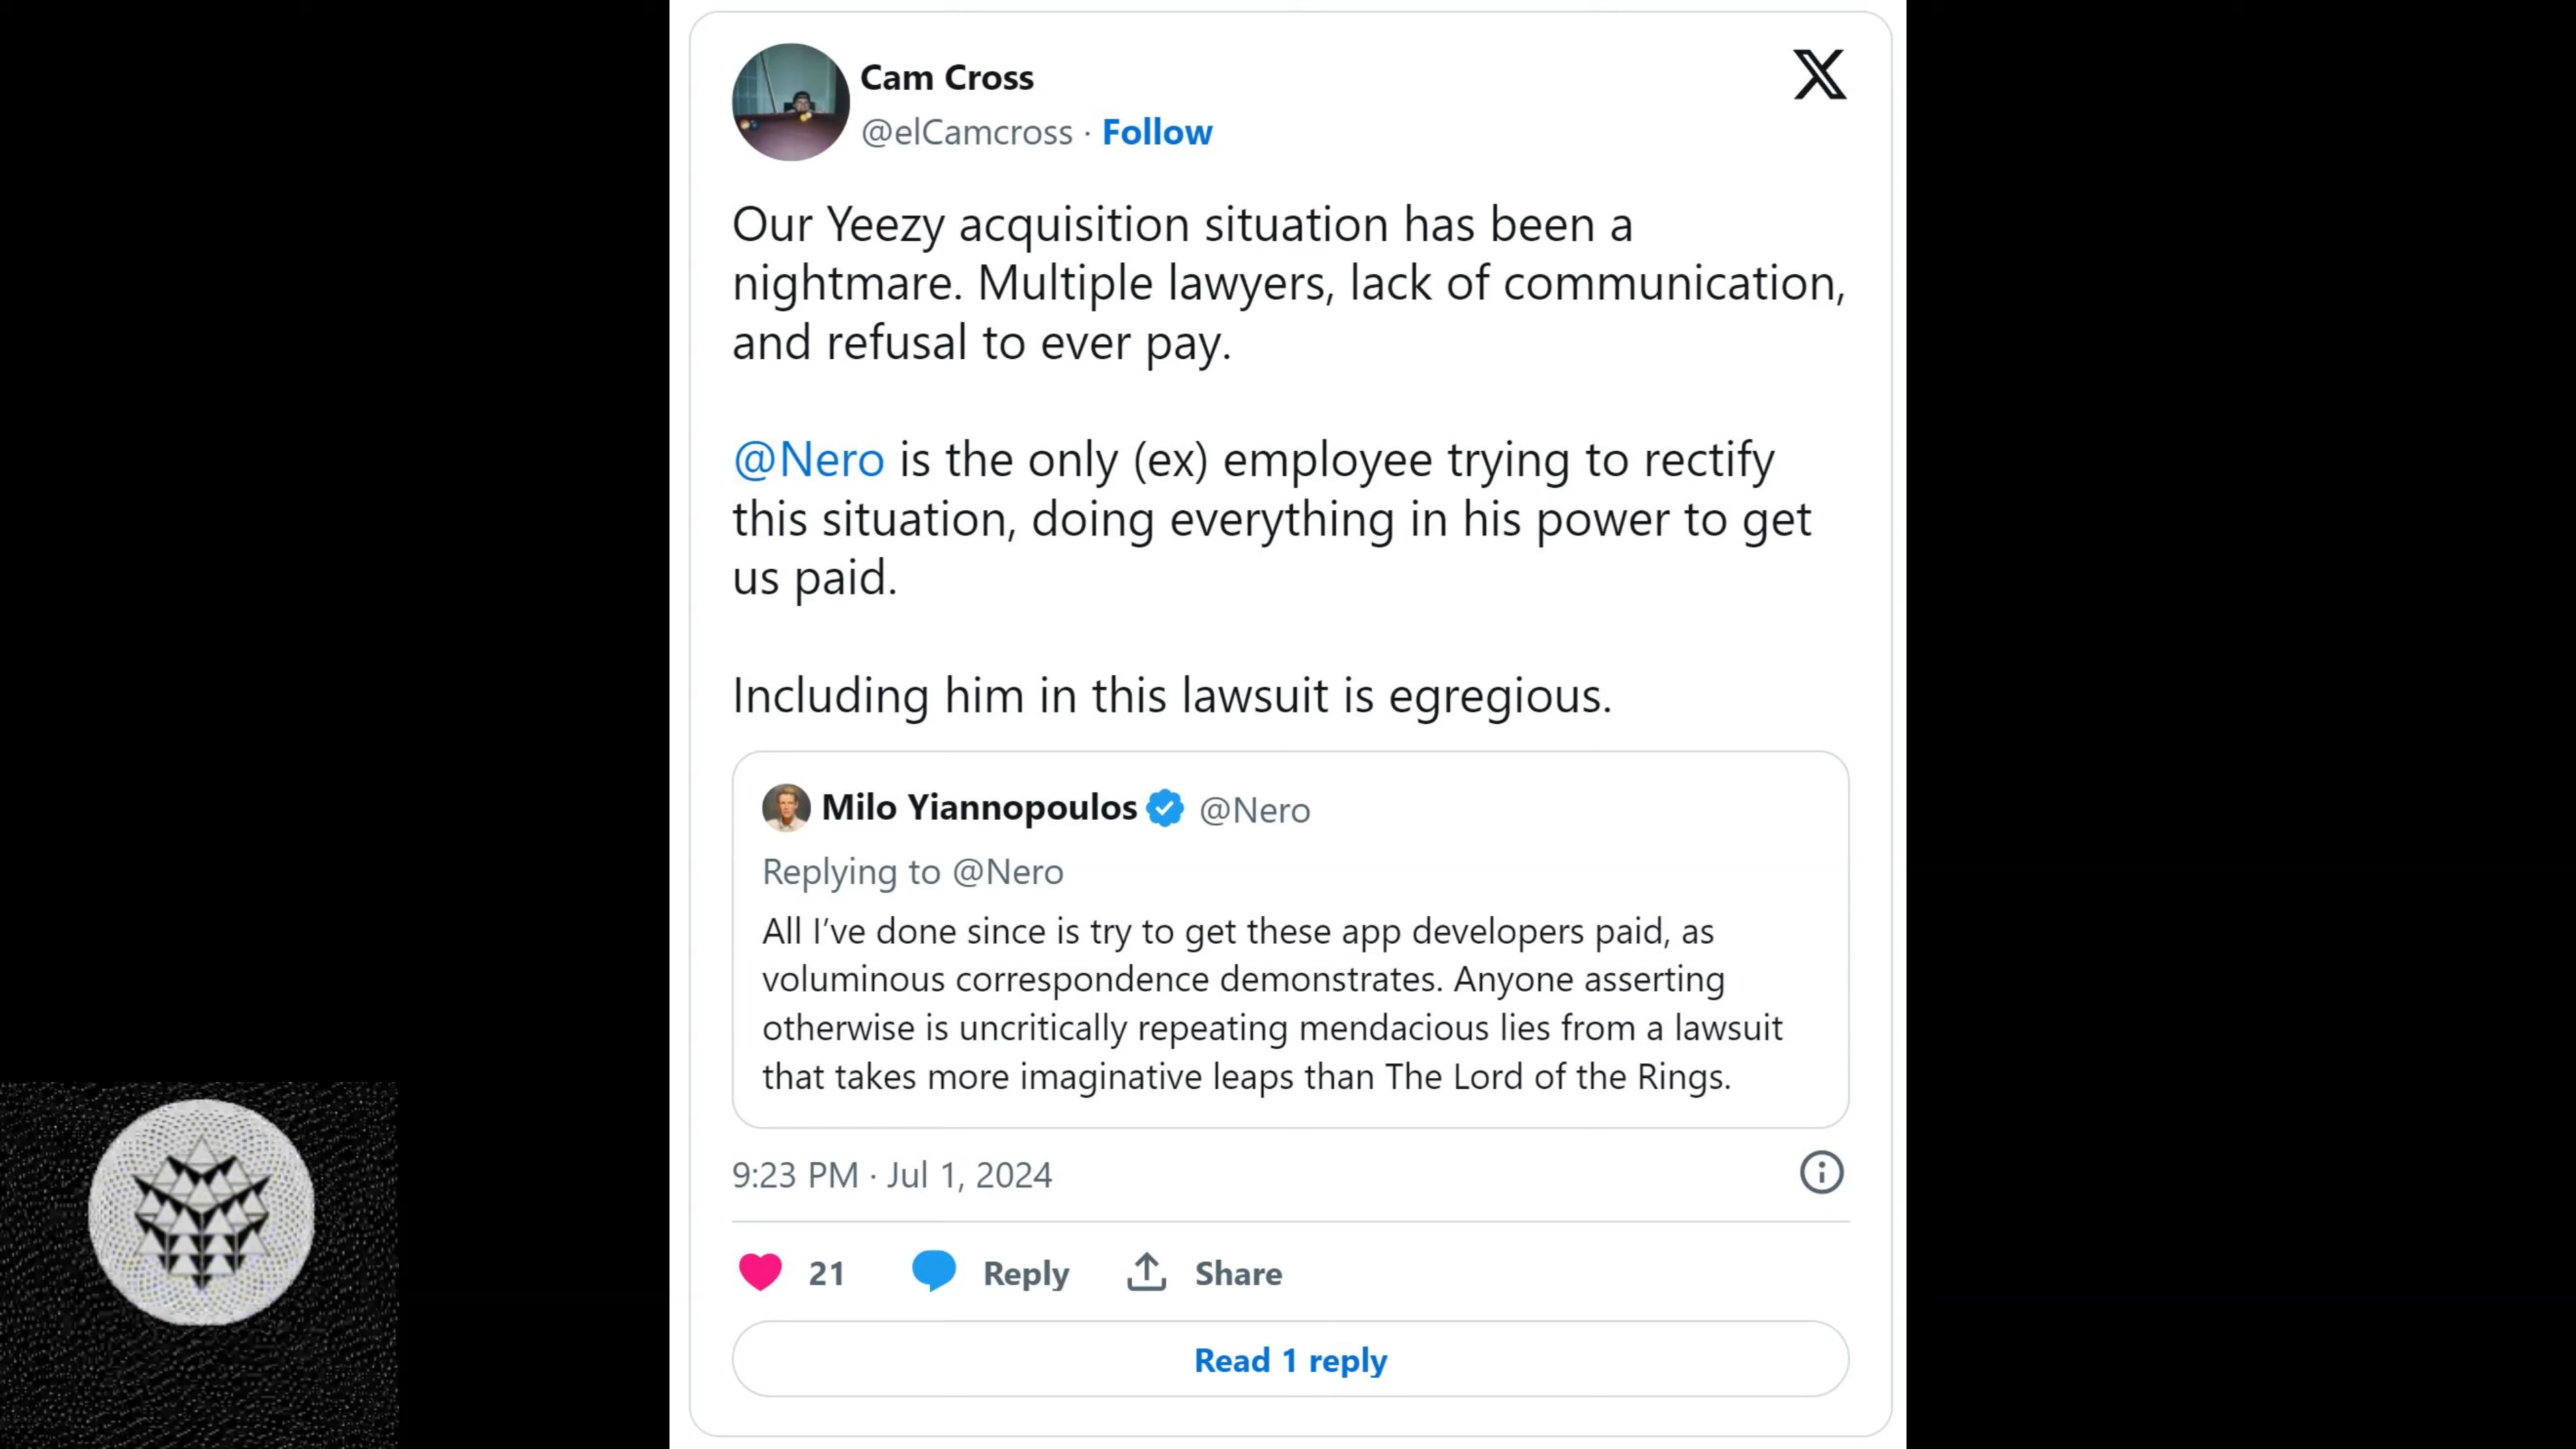 Cam Cross
@elCamcross · Follow
Our Yeezy acquisition situation has been a
nightmare. Multiple lawyers, lack of communication,
and refusal to ever pay.
@Nero is the only (ex) employee trying to rectify
this situation, doing everything in his power to get
us paid.
Including him in this lawsuit is egregious.
Milo Yiannopoulos @Nero
Replying to @Nero
All I’ve done since is try to get these app developers paid, as
voluminous correspondence demonstrates. Anyone asserting
otherwise is uncritically repeating mendacious lies from a lawsuit
that takes more imaginative leaps than The Lord of the Rings.
9:23 PM · Jul 1, 2024
21 Reply Share
Read 1 reply